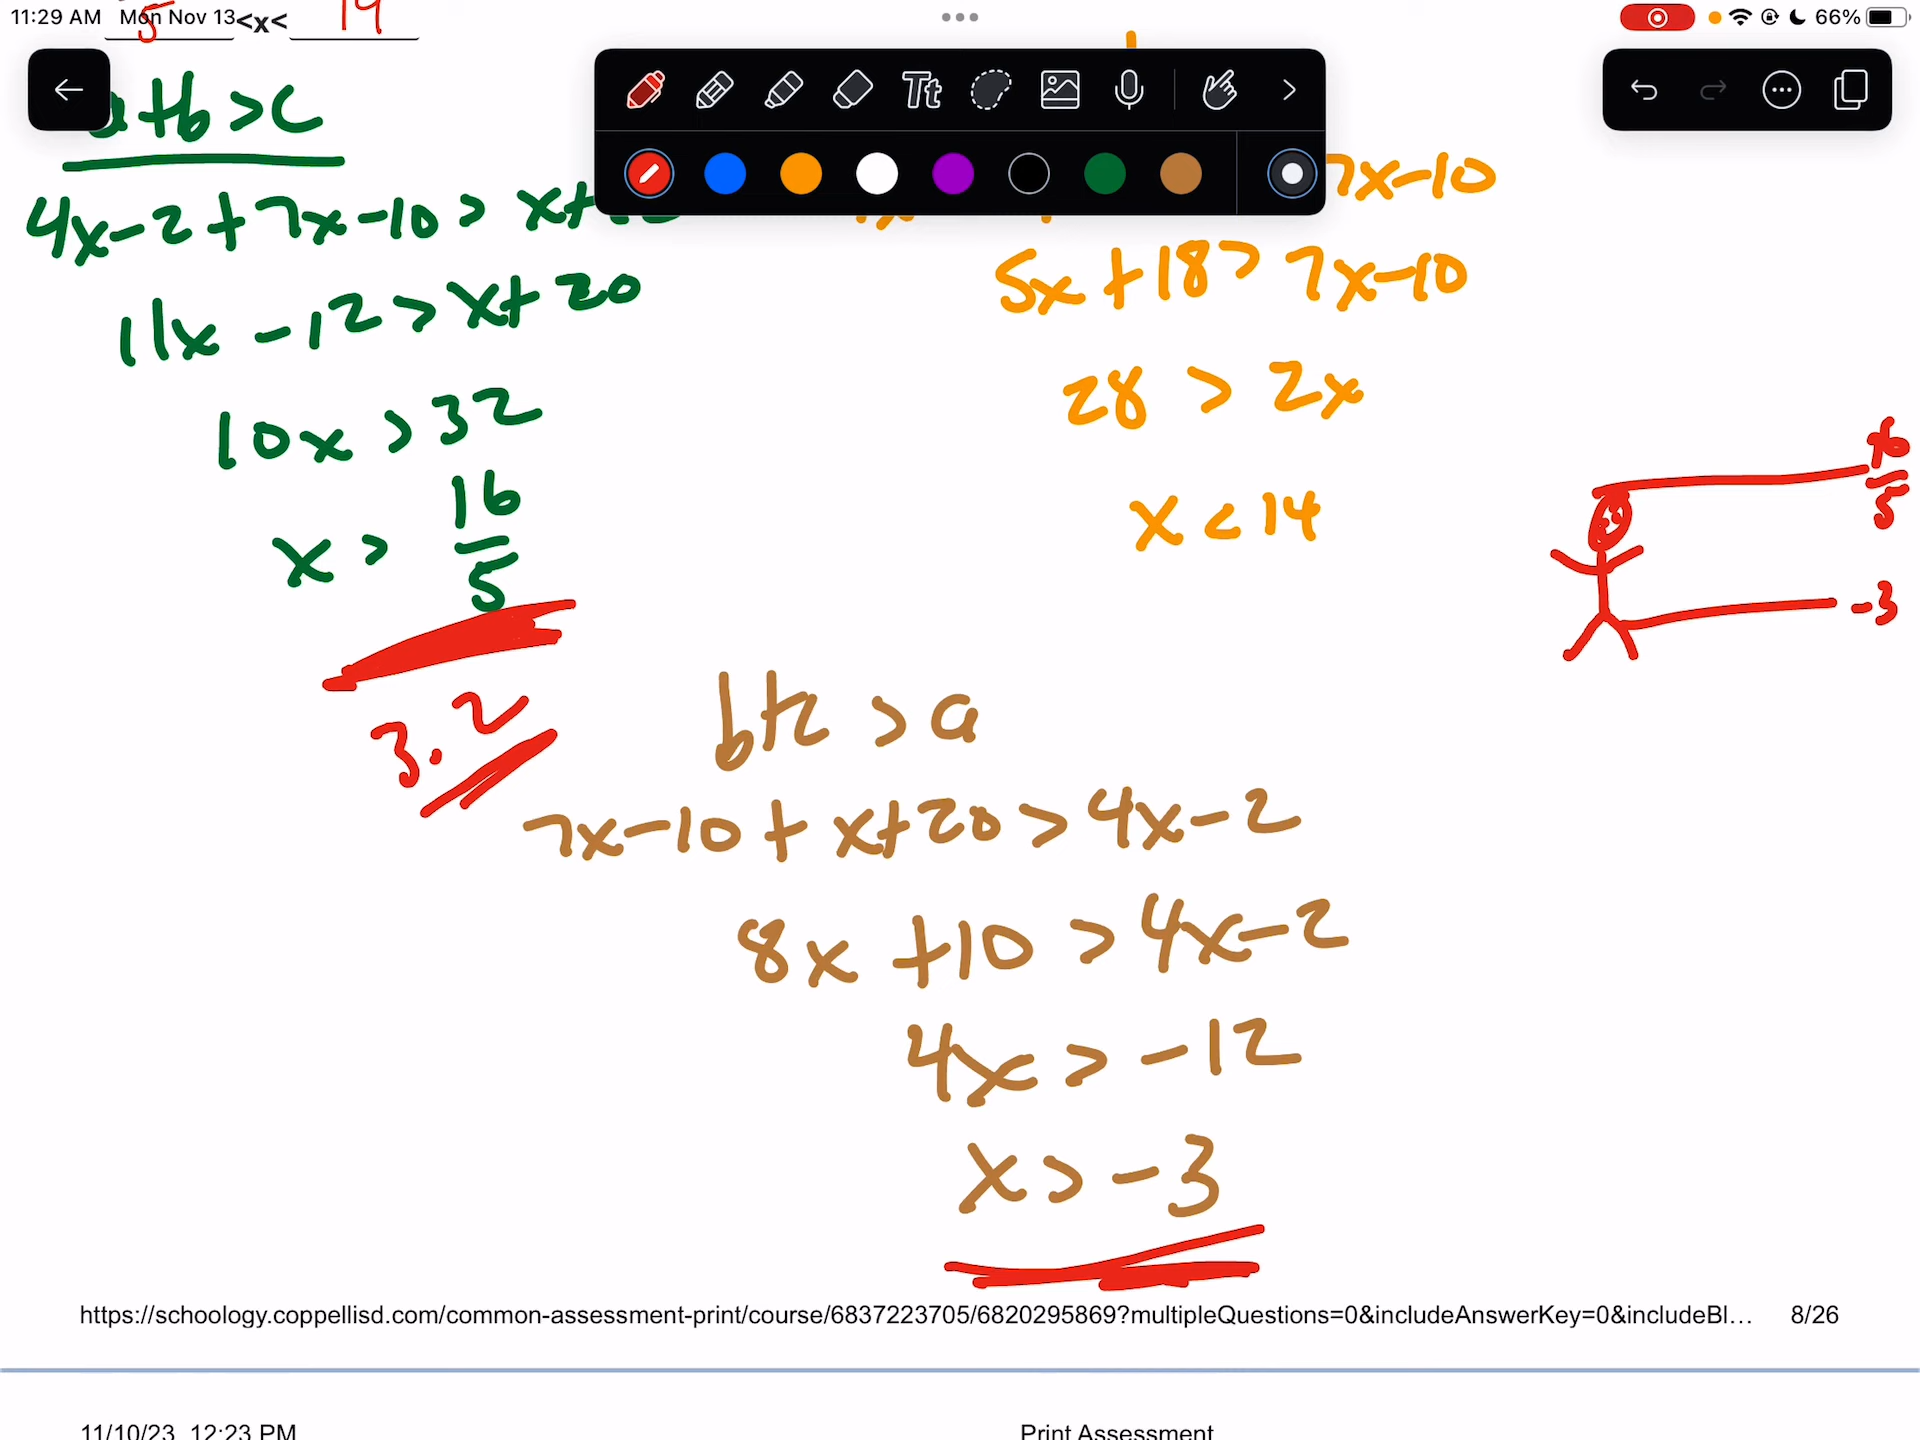 11:29 AM Mon Nov 13
66%
<x<
a+b>c
4x-2+7x-10> x+
11x -12>x+20
10x>32
x> 16/5
3.2
Tt
7x-10
5x+18>7x-10
28 > 2x
x<14
16/5
-3
b+c >a
7x-10+x+20>4x-2
8x +10 >4x-2
4x>-12
x>-3
https://schoology.coppellisd.com/common-assessment-print/course/6837223705/6820295869?multipleQuestions=0&includeAnswerKey=0&includeBl... 8/26
11/10/23, 12:23 PM Print Assessment